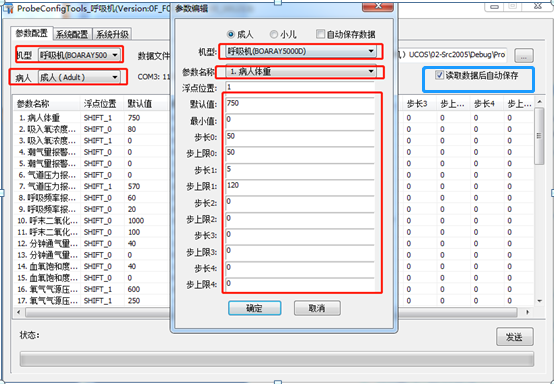 ProbeConfigTools_呼吸机(Version:0F_F0
参数配置 系统配置 系统升级
机型 呼吸机(BOARAY500 数据文件 机) UCOS\02-Src2005\Debug\Pro ...
病人 成人 ( Adult ) COM3: 11 读取数据后自动保存
参数名称 浮点位置 默认值 步长3 步上... 步长4 步上...
1. 病人体重 SHIFT_1 750 0 0 0 0
2. 吸入氧浓度... SHIFT_0 80 0 0 0 0
3. 吸入氧浓度... SHIFT_0 0 0 0 0
4. 潮气量报警... SHIFT_0 0 0 0 0
5. 潮气量报警... SHIFT_0 0 0 0 0
6. 气道压力报... SHIFT_1 0 0 0 0
7. 气道压力报... SHIFT_1 570 0 0 0 0
8. 呼吸频率报... SHIFT_0 60 0 0 0 0
9. 呼吸频率报... SHIFT_0 20 0 0 0 0
10. 呼末二氧化... SHIFT_0 1000 0 0 0 0
11. 呼末二氧化... SHIFT_0 100 0 0 0 0
12. 分钟通气量... SHIFT_0 40 0 0 0 0
13. 分钟通气量... SHIFT_0 0 0 0 0
14. 血氧饱和度... SHIFT_0 40 0 0 0 0
15. 血氧饱和度... SHIFT_0 0 0 0 0
16. 氧气气源压... SHIFT_1 600 0 0 0 0
17. 氧气气源压... SHIFT_1 250 0 0 0 0
状态:
发送
参数编辑
成人 小儿 自动保存数据
机型: 呼吸机(BOARAY5000D)
参数名称: 1. 病人体重
浮点位置: 1
默认值: 750
最小值: 0
步长0: 50
步上限0: 50
步长1: 5
步上限1: 120
步长2: 0
步上限2: 0
步长3: 0
步上限3: 0
步长4: 0
步上限4: 0
确定 取消